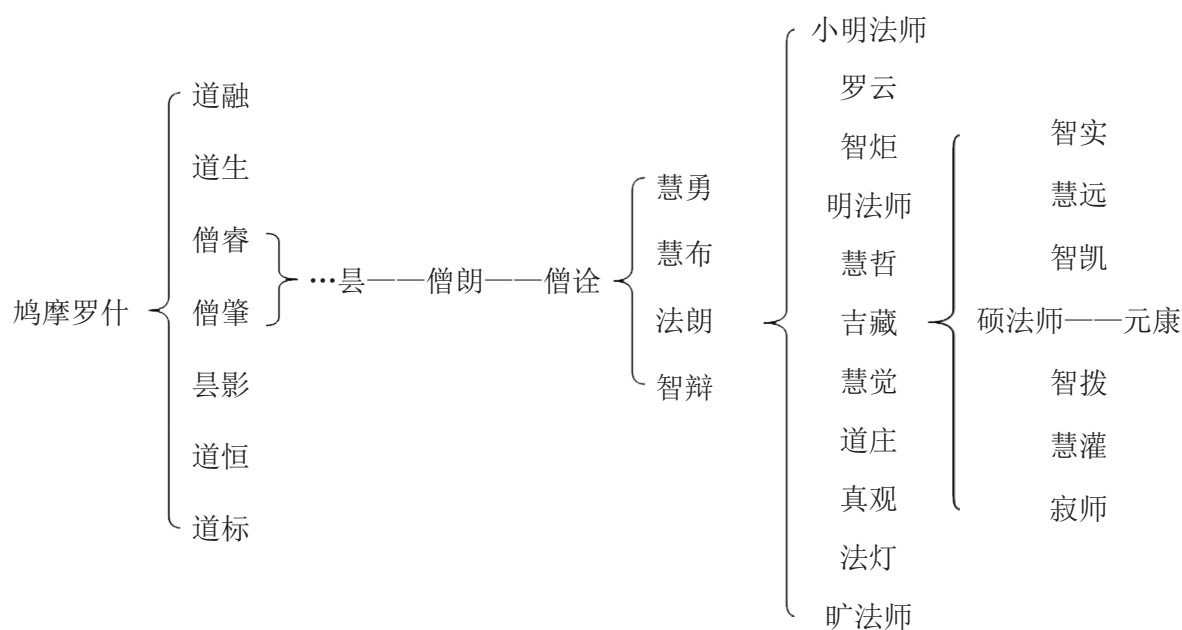 鸠摩罗什
道融
道生
僧睿
僧肇
昙影
道恒
道标
…昙——僧朗——僧诠
慧勇
慧布
法朗
智辩
小明法师
罗云
智炬
明法师
慧哲
吉藏
慧觉
道庄
真观
法灯
旷法师
智实
慧远
智凯
硕法师——元康
智拨
慧灌
寂师